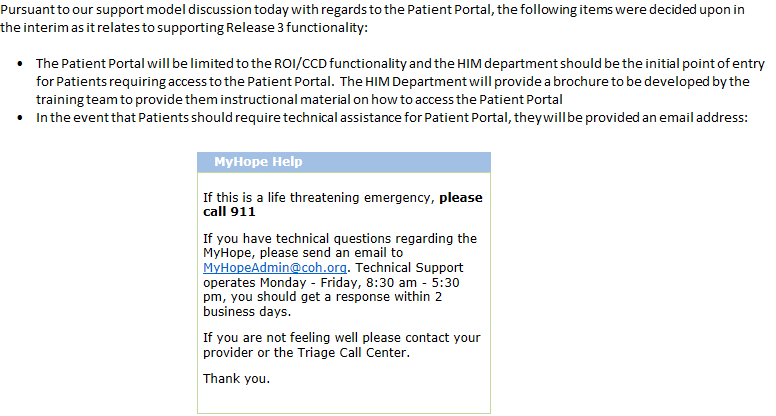 Pursuant to our support model discussion today with regards to the Patient Portal, the following items were decided upon in
the interim as it relates to supporting Release 3 functionality:
• The Patient Portal will be limited to the ROI/CCD functionality and the HIM department should be the initial point of entry
for Patients requiring access to the Patient Portal. The HIM Department will provide a brochure to be developed by the
training team to provide them instructional material on how to access the Patient Portal
• In the event that Patients should require technical assistance for Patient Portal, they will be provided an email address:
MyHope Help
If this is a life threatening emergency, please
call 911
If you have technical questions regarding the
MyHope, please send an email to
MyHopeAdmin@coh.org. Technical Support
operates Monday - Friday, 8:30 am - 5:30
pm, you should get a response within 2
business days.
If you are not feeling well please contact your
provider or the Triage Call Center.
Thank you.